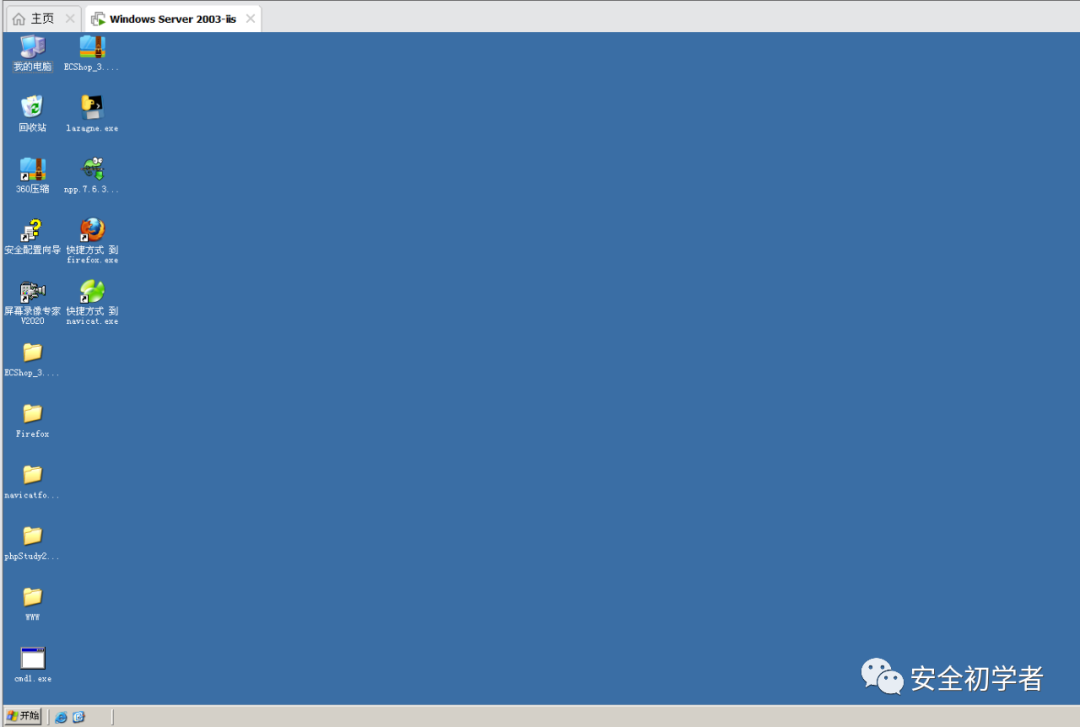 主页
Windows Server 2003-iis
我的电脑
ECShop_3....
回收站
lazagne.exe
360压缩
npp.7.6.3...
安全配置向导
快捷方式 到
firefox.exe
屏幕录像专家
V2020
快捷方式 到
navicat.exe
ECShop_3....
Firefox
navicatfo...
phpStudy2...
WWW
cmd1.exe
安全初学者
开始